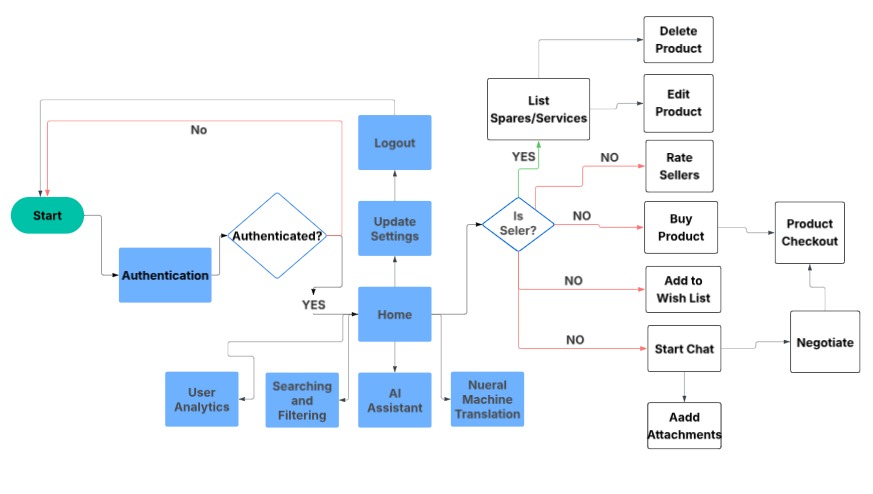 Delete
Product
List
Spares/Services
Edit
Product
No
Logout
YES
NO
Rate
Sellers
Start
Update
Settings
Authenticated?
Is
Seler?
NO
Buy
Product
Product
Checkout
Authentication
NO
Add to
Wish List
YES
Home
NO
Start Chat
Negotiate
User
Analytics
Searching
and
Filtering
AI
Assistant
Nueral
Machine
Translation
Aadd
Attachments